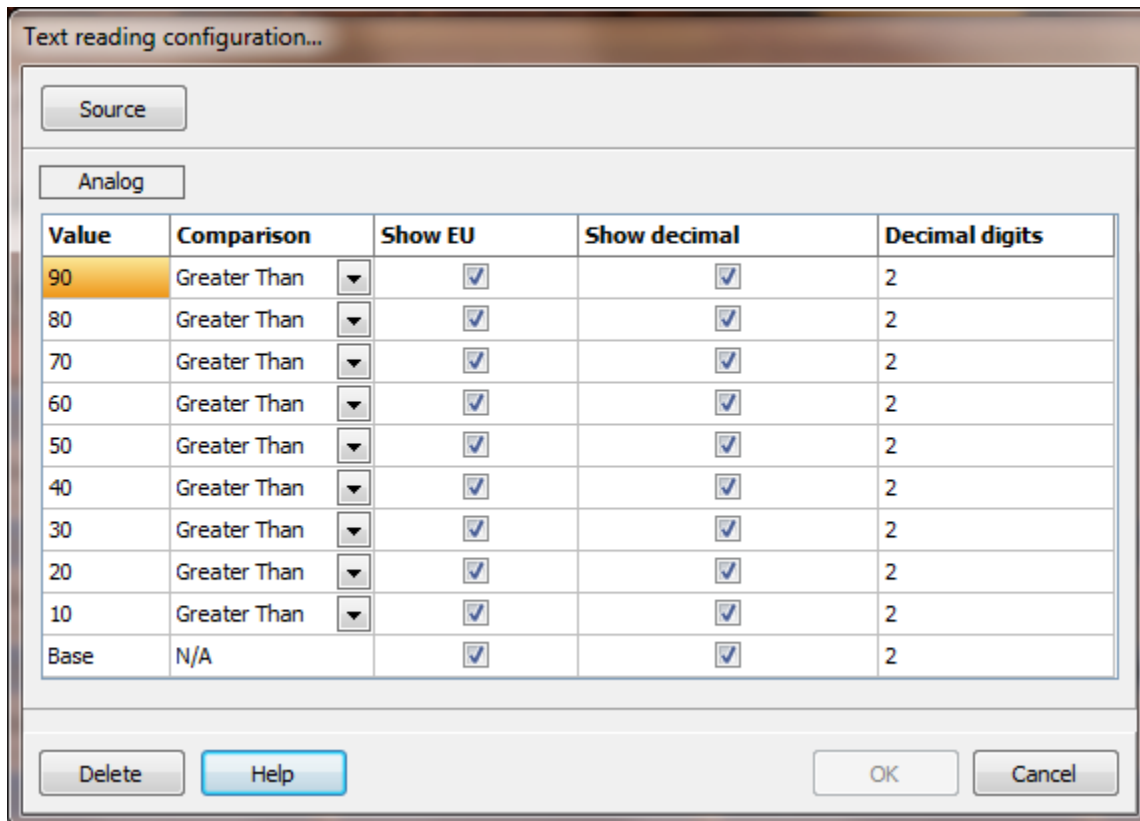 Text reading configuration...
Source
Analog
Value Comparison Show EU Show decimal Decimal digits
90 Greater Than 2
80 Greater Than 2
70 Greater Than 2
60 Greater Than 2
50 Greater Than 2
40 Greater Than 2
30 Greater Than 2
20 Greater Than 2
10 Greater Than 2
Base N/A 2
Delete Help OK Cancel